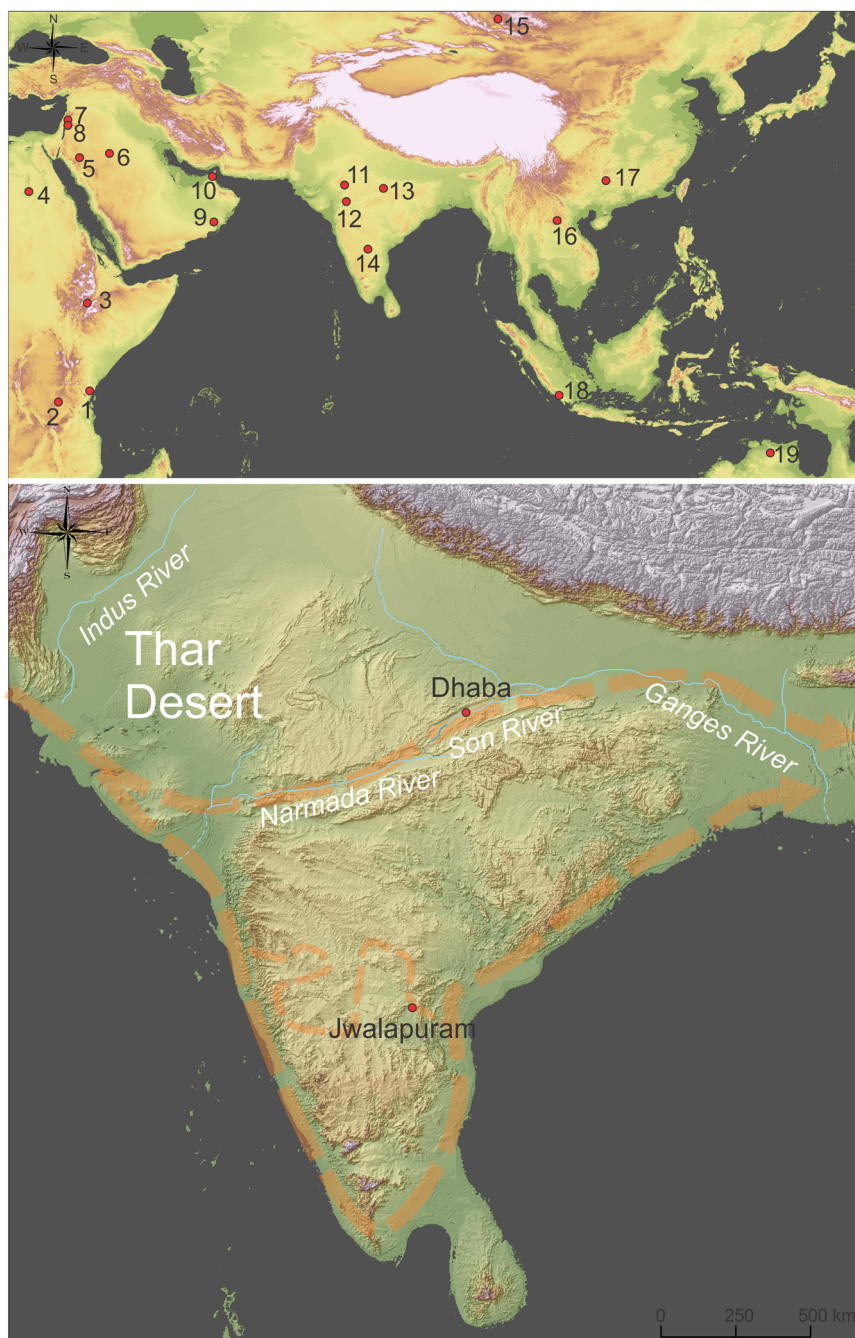 N
W E
S
15
7
8
5
6
4
10
9
11
13
12
14
17
16
3
1
2
18
19
N
W E
S
Indus River
Thar
Desert
Dhaba
Ganges River
Son River
Narmada River
Jwalapuram
0 250 500 km